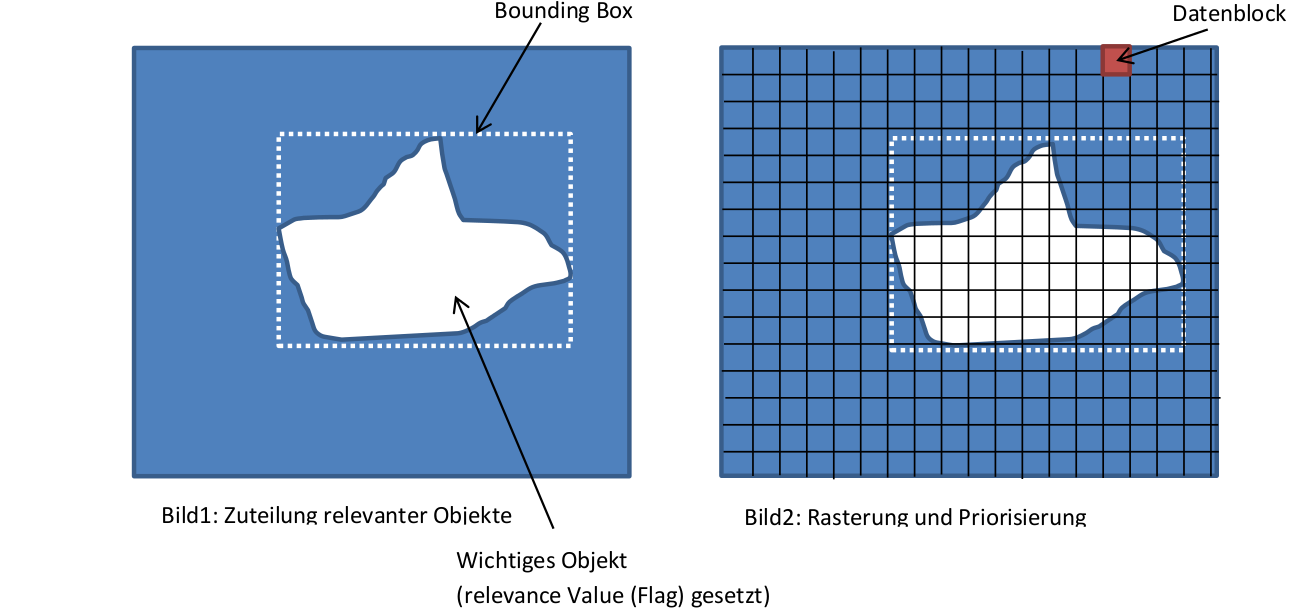 Bounding Box
Datenblock
Bild1: Zuteilung relevanter Objekte
Bild2: Rasterung und Priorisierung
Wichtiges Objekt
(relevance Value (Flag) gesetzt)